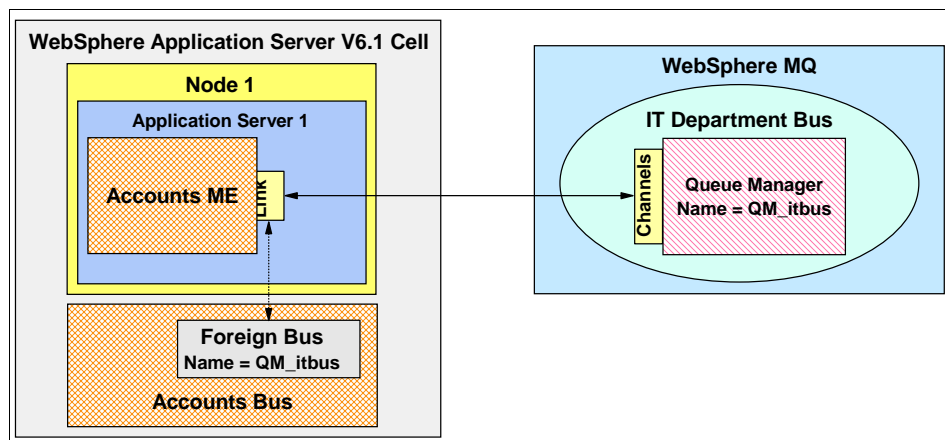 WebSphere Application Server V6.1 Cell
Node 1
Application Server 1
Accounts ME
Link
Foreign Bus
Name = QM_itbus
Accounts Bus
WebSphere MQ
IT Department Bus
Channels
Queue Manager
Name = QM_itbus